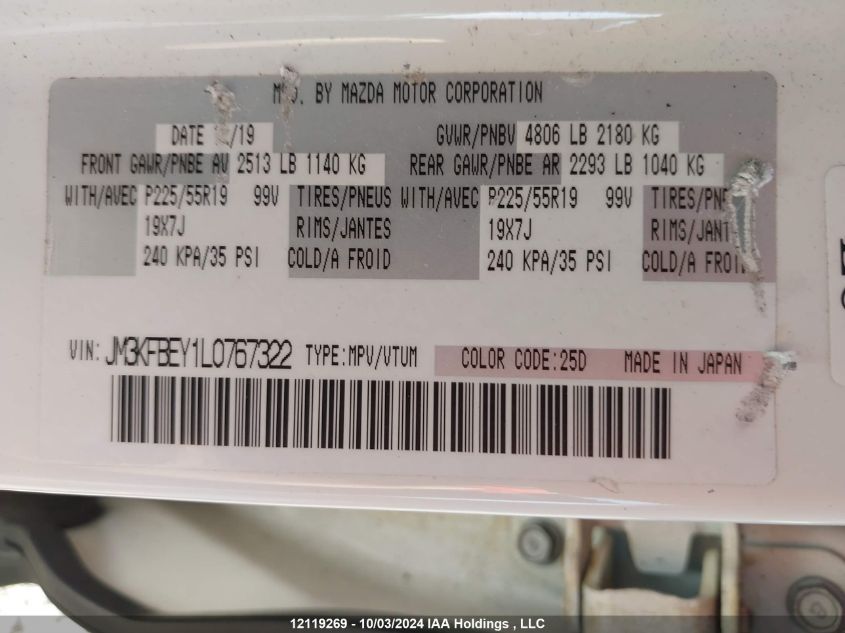 BY MAZDA MOTOR CORPORATION
DATE /19 GVWR/PNBV 4806 LB 2180 KG
FRONT GAWR/PNBE AV 2513 LB 1140 KG REAR GAWR/PNBE AR 2293 LB 1040 KG
WITH/AVEC P225/55R19 99V TIRES/PNEUS WITH/AVEC P225/55R19 99V
19X7J RIMS/JANTES 19X7J
240 KPA/35 PSI COLD/A FROID 240 KPA/35 PSI COLD/A
VIN: JM3KFBEY1L0767322 TYPE:MPV/VTUM COLOR CODE:25D MADE IN JAPAN
12119269 - 10/03/2024 IAA Holdings , LLC